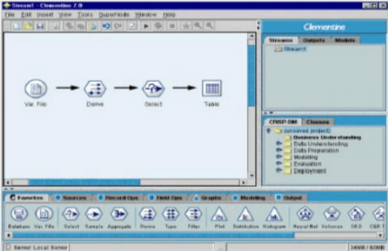 Stream1 - Clementine 7.0
File Edit Insert View Tools SuperNode Window Help
Clementine
Streams Outputs Models
Stream1
Var. File
Derive
Select
Table
CRISP-DM Classes
(unsaved project)
Business Understanding
Data Understanding
Data Preparation
Modeling
Evaluation
Deployment
Favorites Sources Record Ops Field Ops Graphs Modeling Output
Database Var. File Select Sample Aggregate Derive Type Filter Plot Distribution Histogram Neural Net Kohonen C5.0
Server: Local Server